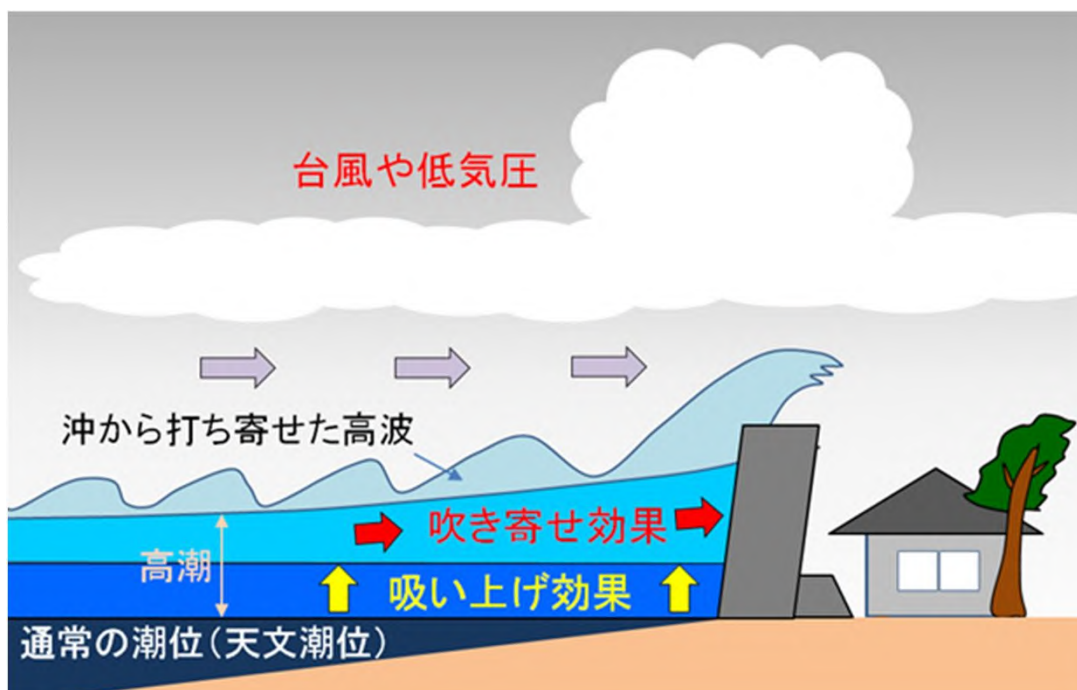 台風や低気圧
沖から打ち寄せた高波
吹き寄せ効果
高潮
吸い上げ効果
通常の潮位(天文潮位)